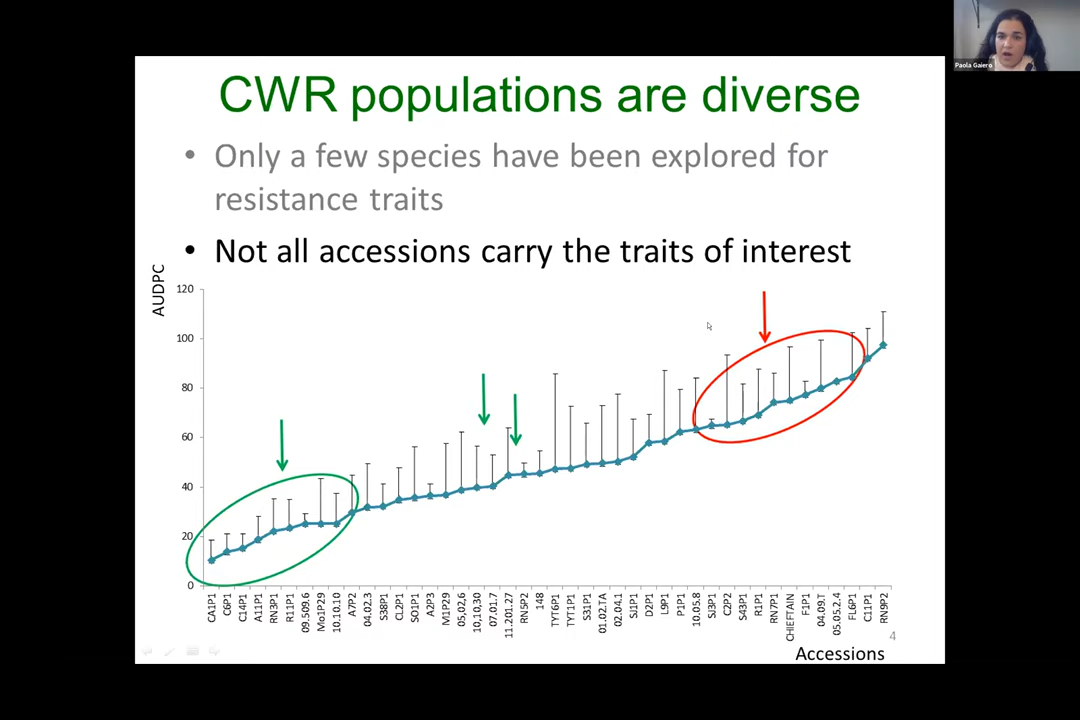 Paola Gaiero
CWR populations are diverse
• Only a few species have been explored for
resistance traits
• Not all accessions carry the traits of interest
AUDPC
120
100
80
60
40
20
0
CA1P1
C6P1
C14P1
A11P1
RN3P1
R11P1
09.509.6
Mo1P29
10.10.10
A7P2
04.02.3
S38P1
CL2P1
SO1P1
A2P3
M1P29
05,02,6
10,10,30
07.01.7
11.201.27
RN5P2
148
TYT6P1
TYT1P1
S31P1
01.02.TA
02.04.1
SJ1P1
D2P1
L9P1
P1P1
10.05.8
SJ3P1
C2P2
S43P1
R1P1
RN7P1
CHIEFTAIN
F1P1
04.09.T
05.05.2.4
FL6P1
C11P1
RN9P2
4
Accessions